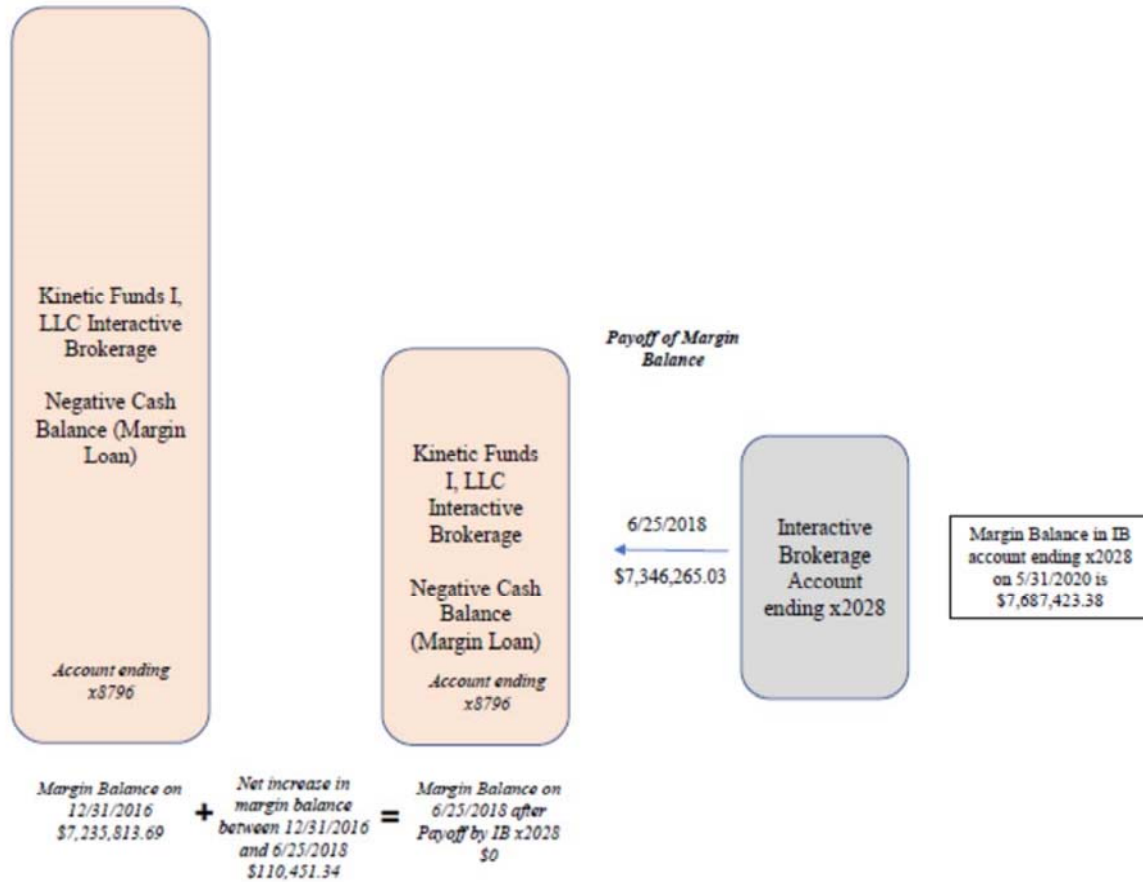 Kinetic Funds I,
LLC Interactive
Brokerage
Negative Cash
Balance (Margin
Loan)
Account ending
x8796
Kinetic Funds
I, LLC
Interactive
Brokerage
Negative Cash
Balance
(Margin Loan)
Account ending
x8796
Payoff of Margin
Balance
6/25/2018
$7,346,265.03
Interactive
Brokerage
Account
ending x2028
Margin Balance in IB
account ending x2028
on 5/31/2020 is
$7,687,423.38
Margin Balance on
12/31/2016
$7,235,813.69
+
Net increase in
margin balance
between 12/31/2016
and 6/25/2018
$110,451.34
=
Margin Balance on
6/25/2018 after
Payoff by IB x2028
$0